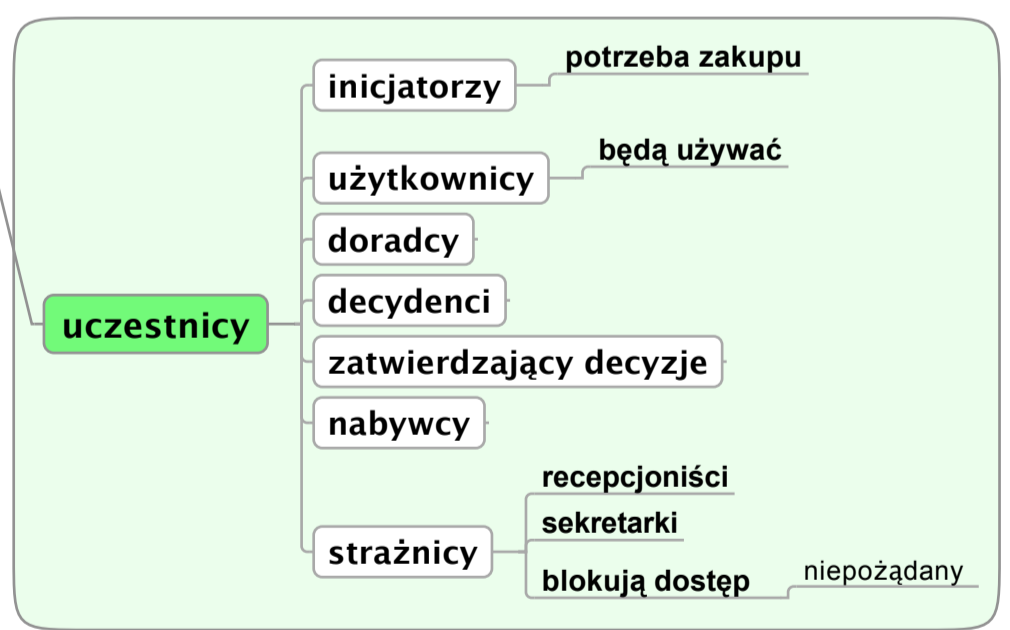 potrzeba zakupu
inicjatorzy
będą używać
użytkownicy
doradcy
decydenci
uczestnicy
zatwierdzający decyzje
nabywcy
recepcjoniści
sekretarki
strażnicy
blokują dostęp
niepożądany